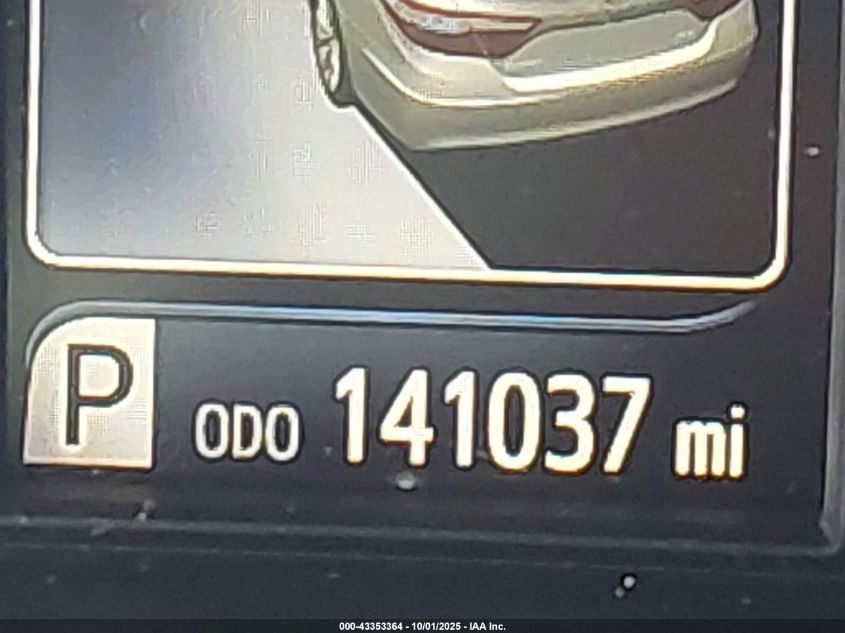 P ODO 141037 mi
000-43353364 - 10/01/2025 - IAA Inc.